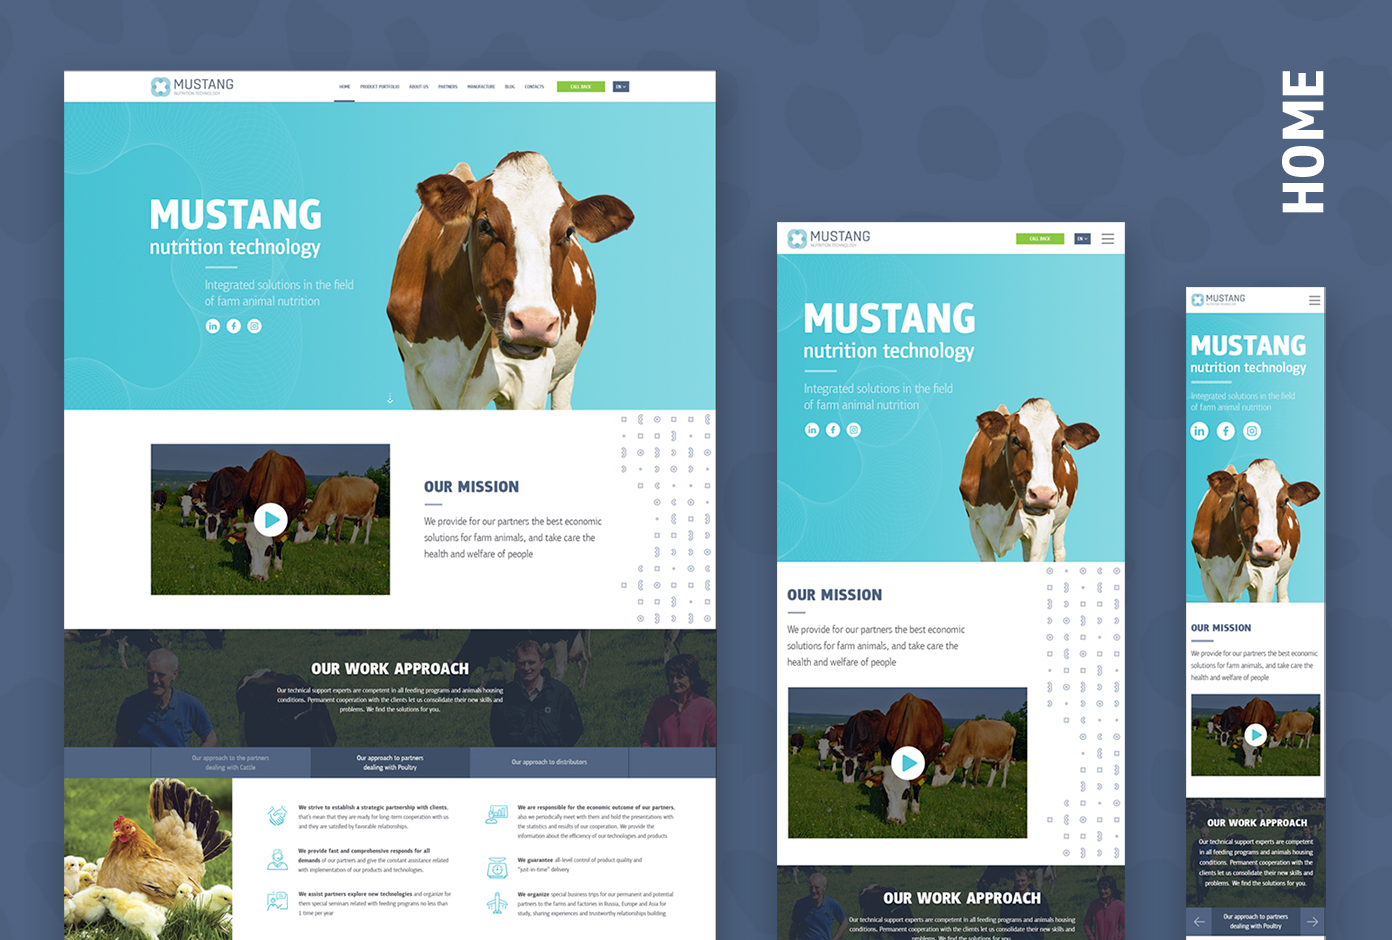 HOME
MUSTANG
NUTRITION TECHNOLOGY
HOME
PRODUCT PORTFOLIO
ABOUT US
PARTNERS
MANUFACTURE
BLOG
CONTACTS
CALL BACK
EN
MUSTANG
nutrition technology
Integrated solutions in the field
of farm animal nutrition
OUR MISSION
We provide for our partners the best economic
solutions for farm animals, and take care the
health and welfare of people
OUR WORK APPROACH
Our technical support experts are competent in all feeding programs and animals housing
conditions. Permanent cooperation with the clients let us consolidate their new skills and
problems. We find the solutions for you.
Our approach to the partners
dealing with Cattle
Our approach to partners
dealing with Poultry
Our approach to distributors
We strive to establish a strategic partnership with clients,
that's mean that they are ready for long-term cooperation with us
and they are satisfied by favorable relationships.
We provide fast and comprehensive responds for all
demands of our partners and give the constant assistance related
with implementation of our products and technologies.
We assist partners explore new technologies and organize for
them special seminars related with feeding programs no less than
1 time per year
We are responsible for the economic outcome of our partners,
also we periodically meet with them and hold the presentations with
the statistics and results of our cooperation. We provide the
information about the efficiency of our technologies and products
We guarantee all-level control of product quality and
"just-in-time" delivery
We organize special business trips for our permanent and potential
partners to the farms and factories in Russia, Europe and Asia for
study, sharing experiences and trustworthy relationships building
MUSTANG
NUTRITION TECHNOLOGY
CALL BACK
EN
MUSTANG
nutrition technology
Integrated solutions in the field
of farm animal nutrition
OUR MISSION
We provide for our partners the best economic
solutions for farm animals, and take care the
health and welfare of people
OUR WORK APPROACH
Our technical support experts are competent in all feeding programs and animals housing
conditions. Permanent cooperation with the clients let us consolidate their new skills and
problems. We find the solutions for you.
MUSTANG
NUTRITION TECHNOLOGY
MUSTANG
nutrition technology
Integrated solutions in the field
of farm animal nutrition
OUR MISSION
We provide for our partners the best economic
solutions for farm animals, and take care the
health and welfare of people
OUR WORK APPROACH
Our technical support experts are competent
in all feeding programs and animals housing
conditions. Permanent cooperation with the
clients let us consolidate their new skills and
problems. We find the solutions for you.
Our approach to partners
dealing with Poultry